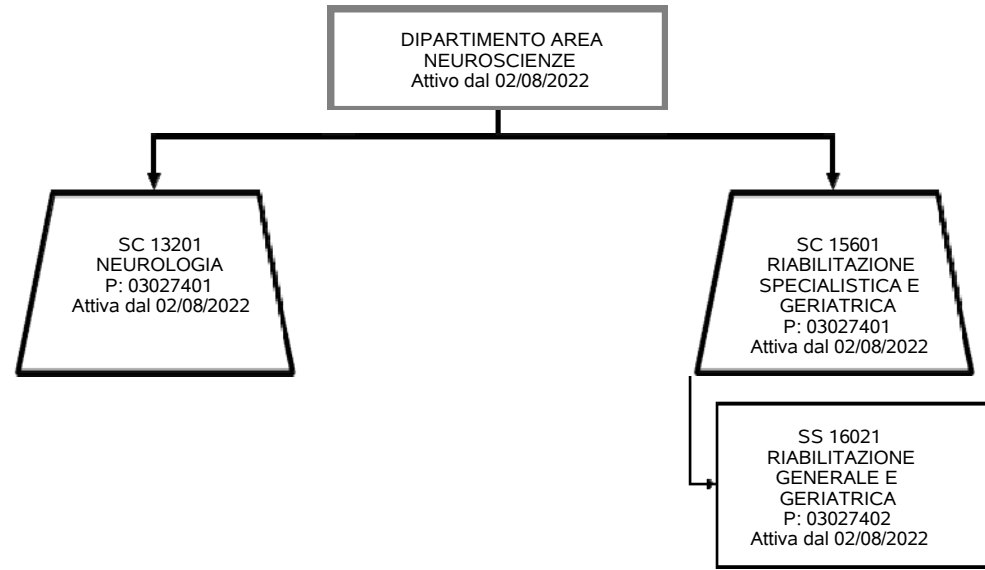 DIPARTIMENTO AREA
NEUROSCIENZE
Attivo dal 02/08/2022
SC 13201
NEUROLOGIA
P: 03027401
Attiva dal 02/08/2022
SC 15601
RIABILITAZIONE
SPECIALISTICA E
GERIATRICA
P: 03027401
Attiva dal 02/08/2022
SS 16021
RIABILITAZIONE
GENERALE E
GERIATRICA
P: 03027402
Attiva dal 02/08/2022